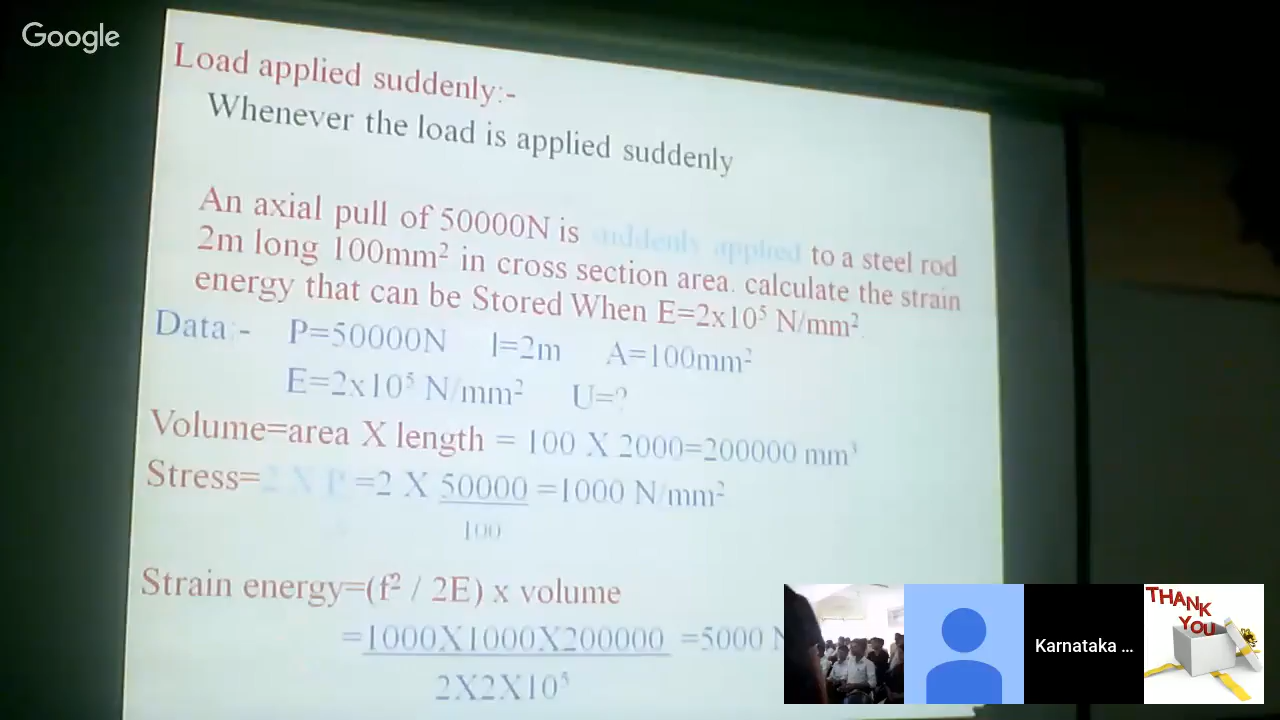 Google
Load applied suddenly:-
Whenever the load is applied suddenly
An axial pull of 50000N is suddenly applied to a steel rod
2m long 100mm² in cross section area. calculate the strain
energy that can be Stored When E=2x10⁵ N/mm².
Data:- P=50000N l=2m A=100mm²
E=2x10⁵ N/mm² U=?
Volume=area X length = 100 X 2000=200000 mm³
Stress=2 X P =2 X 50000 =1000 N/mm²
100
Strain energy=(f² / 2E) x volume
=1000X1000X200000 =5000 N
2X2X10⁵
Karnataka ...
THANK
YOU